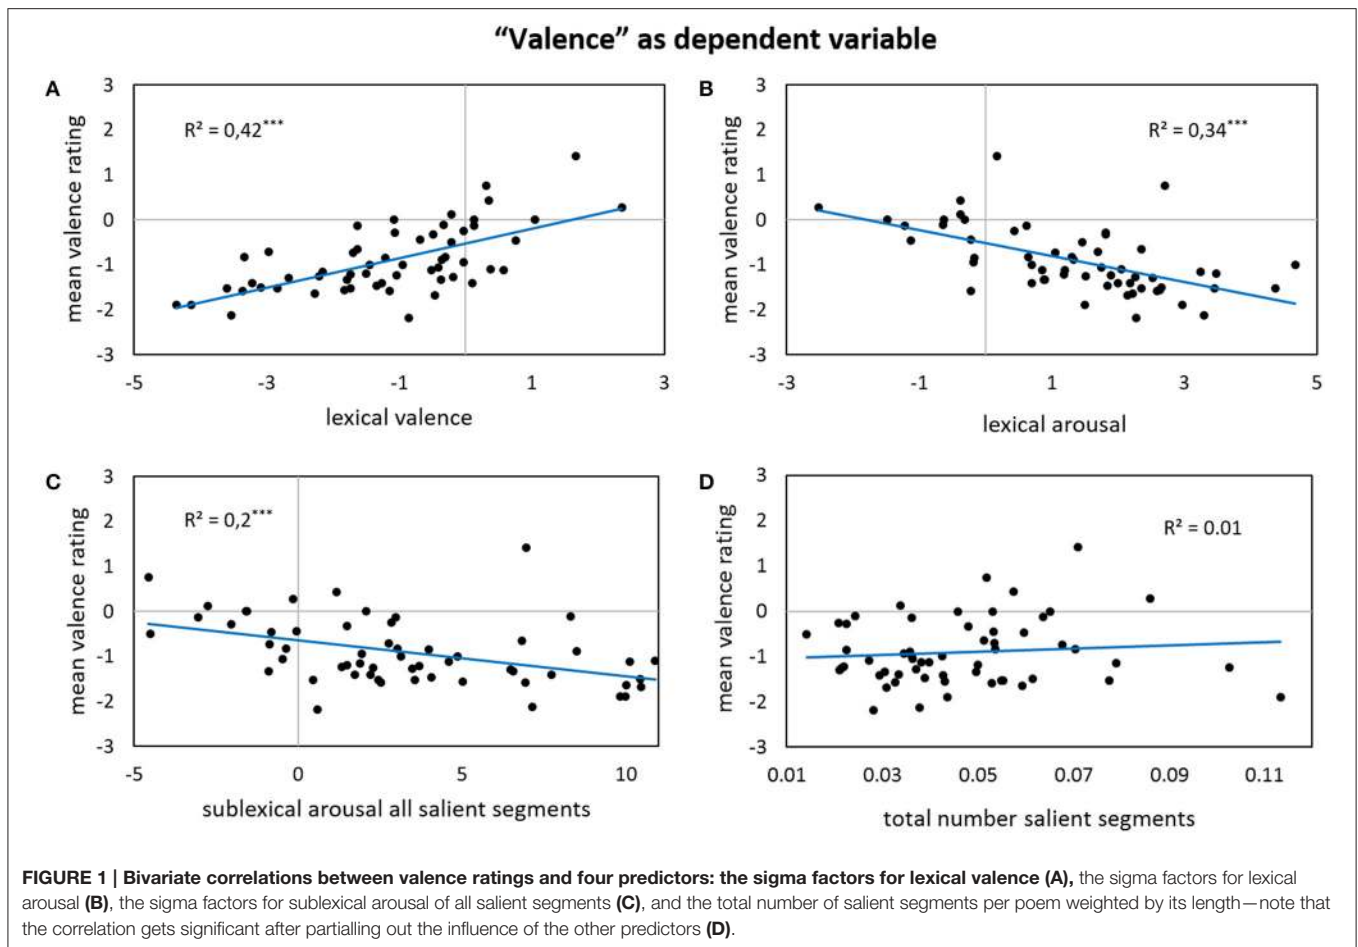 “Valence” as dependent variable
A
3
2
1
0
-1
-2
-3
mean valence rating
R² = 0,42***
-5 -3 -1 1 3
lexical valence
B
3
2
1
0
-1
-2
-3
mean valence rating
R² = 0,34***
-3 -1 1 3 5
lexical arousal
C
3
2
1
0
-1
-2
-3
mean valence rating
R² = 0,2***
-5 0 5 10
sublexical arousal all salient segments
D
3
2
1
0
-1
-2
-3
mean valence rating
R² = 0.01
0.01 0.03 0.05 0.07 0.09 0.11
total number salient segments
FIGURE 1 | Bivariate correlations between valence ratings and four predictors: the sigma factors for lexical valence (A), the sigma factors for lexical
arousal (B), the sigma factors for sublexical arousal of all salient segments (C), and the total number of salient segments per poem weighted by its length—note that
the correlation gets significant after partialling out the influence of the other predictors (D).